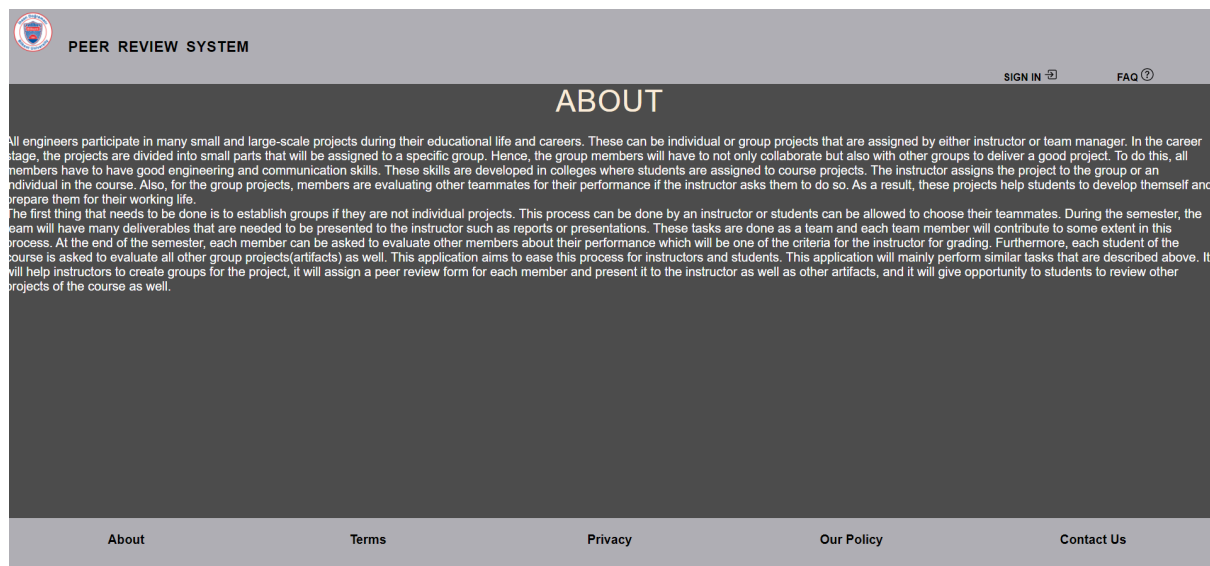 PEER REVIEW SYSTEM
SIGN IN
FAQ
ABOUT
All engineers participate in many small and large-scale projects during their educational life and careers. These can be individual or group projects that are assigned by either instructor or team manager. In the career
stage, the projects are divided into small parts that will be assigned to a specific group. Hence, the group members will have to not only collaborate but also with other groups to deliver a good project. To do this, all
members have to have good engineering and communication skills. These skills are developed in colleges where students are assigned to course projects. The instructor assigns the project to the group or an
individual in the course. Also, for the group projects, members are evaluating other teammates for their performance if the instructor asks them to do so. As a result, these projects help students to develop themself and
prepare them for their working life.
The first thing that needs to be done is to establish groups if they are not individual projects. This process can be done by an instructor or students can be allowed to choose their teammates. During the semester, the
team will have many deliverables that are needed to be presented to the instructor such as reports or presentations. These tasks are done as a team and each team member will contribute to some extent in this
process. At the end of the semester, each member can be asked to evaluate other members about their performance which will be one of the criteria for the instructor for grading. Furthermore, each student of the
course is asked to evaluate all other group projects(artifacts) as well. This application aims to ease this process for instructors and students. This application will mainly perform similar tasks that are described above. It
will help instructors to create groups for the project, it will assign a peer review form for each member and present it to the instructor as well as other artifacts, and it will give opportunity to students to review other
projects of the course as well.
About Terms Privacy Our Policy Contact Us